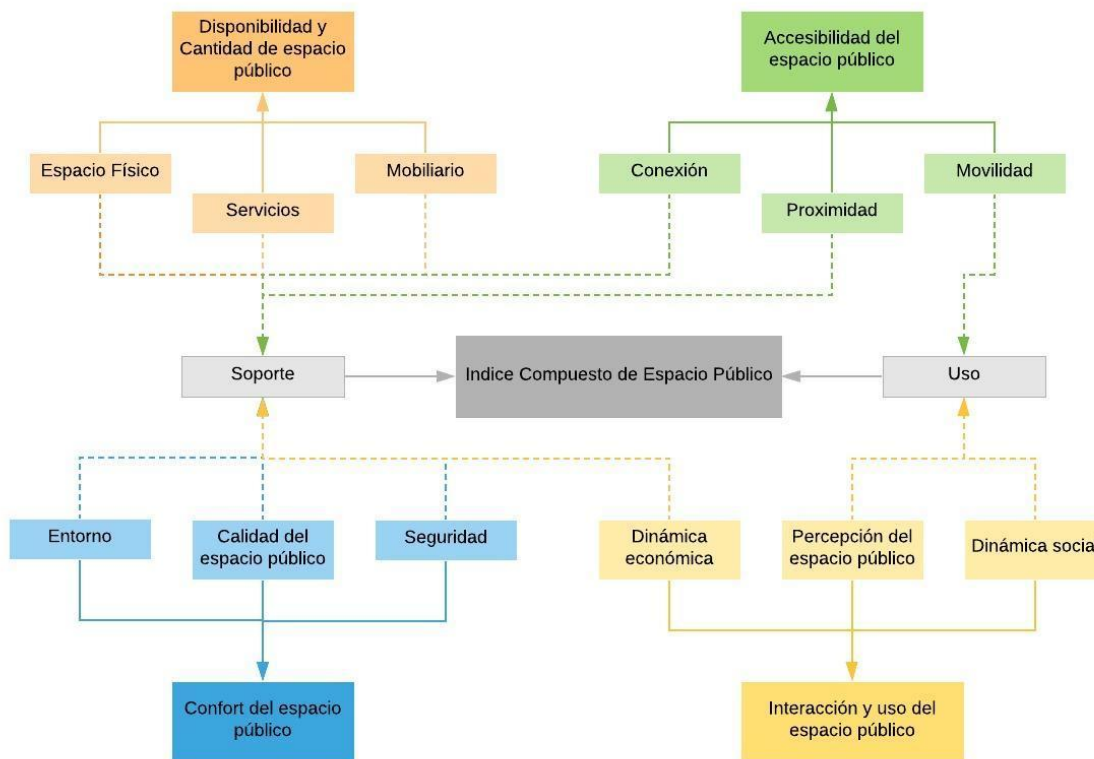 Disponibilidad y
Cantidad de espacio
público
Accesibilidad del
espacio público
Espacio Físico
Servicios
Mobiliario
Conexión
Proximidad
Movilidad
Soporte
Indice Compuesto de Espacio Público
Uso
Entorno
Calidad del
espacio público
Seguridad
Dinámica
económica
Percepción del
espacio público
Dinámica socia
Confort del espacio
público
Interacción y uso del
espacio público